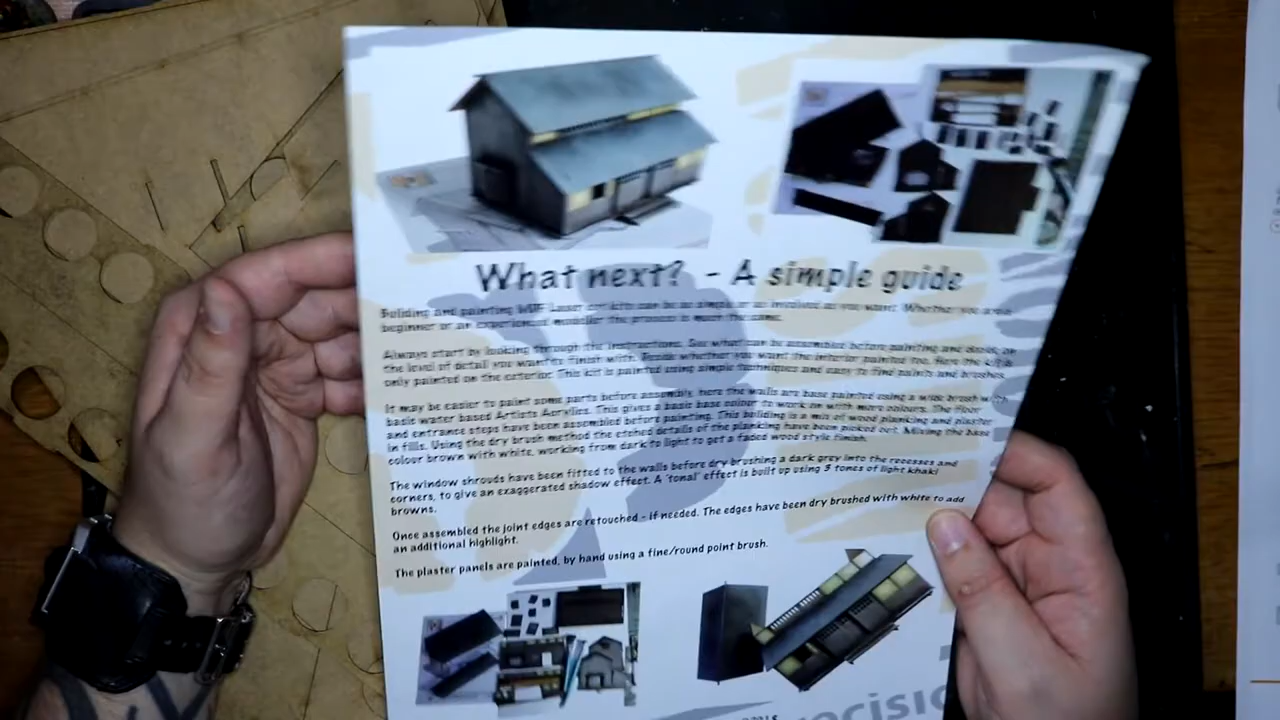 What next? - A simple guide
Building and painting MDF Laser cut kits can be as simple or as involved as you want. Whether you are a
beginner or an experienced modeller the process is much the same.
Always start by looking through the instructions. See what can be assembled before painting and decide on
the level of detail you want to finish with. Decide whether you want the interior painted too. Here the kit is
only painted on the exterior. This kit is painted using simple techniques and easy to find paints and brushes.
It may be easier to paint some parts before assembly, here the walls are base painted using a wide brush with
basic water based Artists Acrylics. This gives a basic base colour to work on with more colours. The floor
and entrance steps have been assembled before painting. This building is a mix of wood planking and plaster
in fills. Using the dry brush method the etched details of the planking have been picked out. Mixing the base
colour brown with white, working from dark to light to get a faded wood style finish.
The window shrouds have been fitted to the walls before dry brushing a dark grey into the recesses and
corners, to give an exaggerated shadow effect. A 'tonal' effect is built up using 3 tones of light khaki
browns.
Once assembled the joint edges are retouched - if needed. The edges have been dry brushed with white to add
an additional highlight.
The plaster panels are painted, by hand using a fine/round point brush.